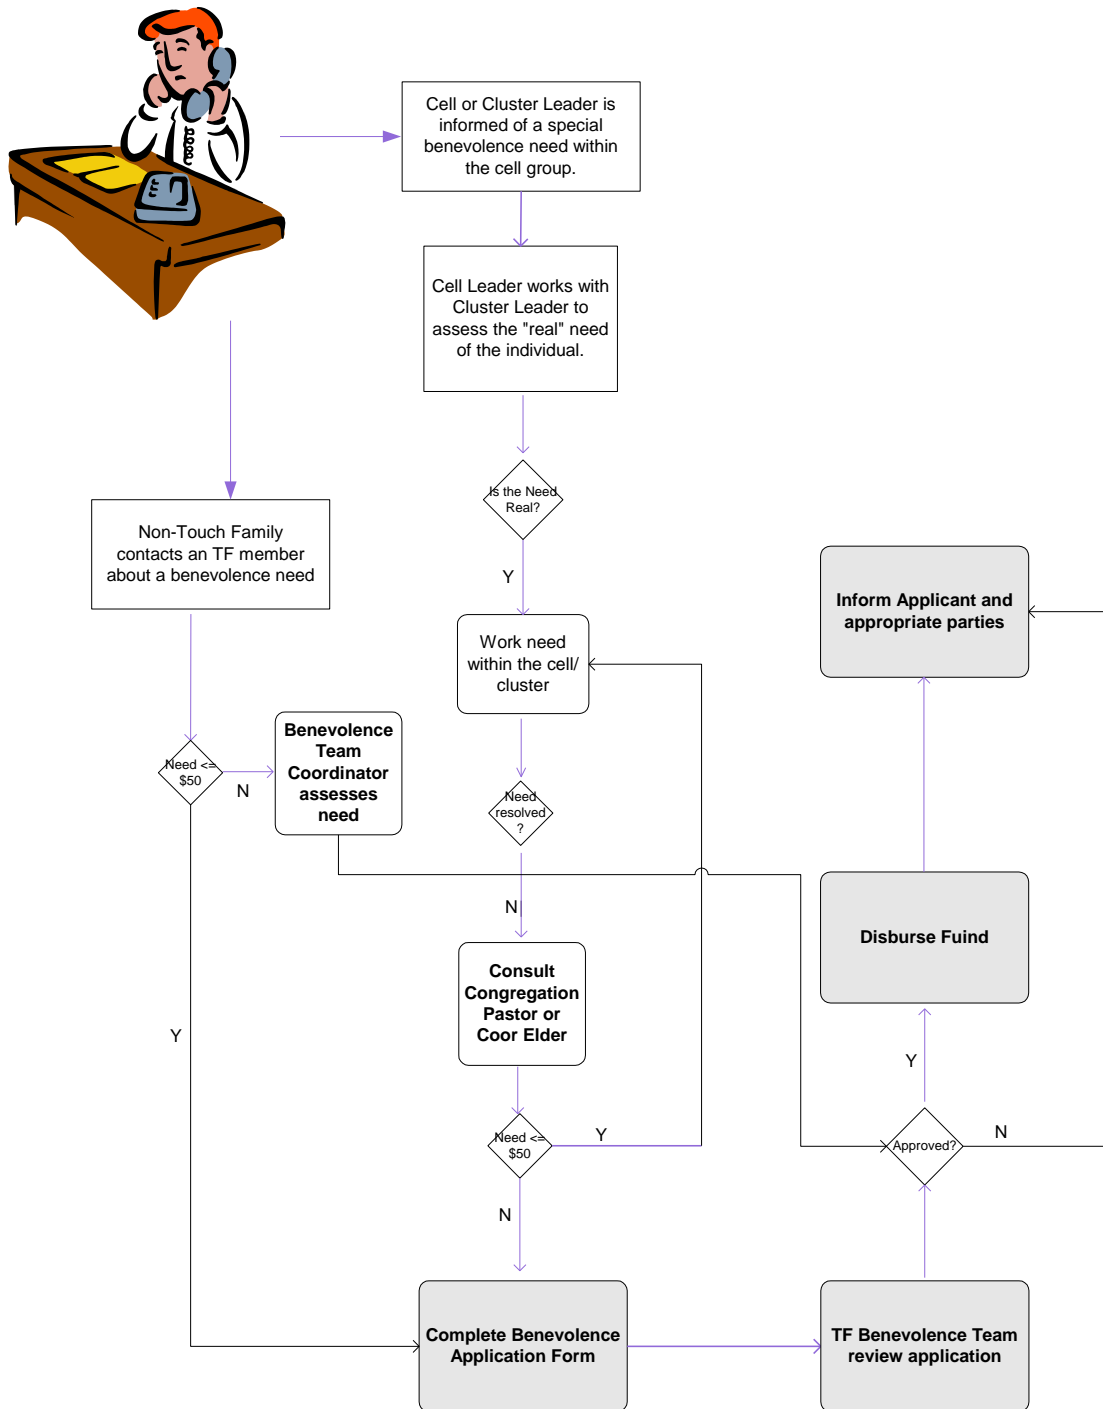 Cell or Cluster Leader is
informed of a special
benevolence need within
the cell group.
Cell Leader works with
Cluster Leader to
assess the "real" need
of the individual.
Is the Need
Real?
Y
Non-Touch Family
contacts an TF member
about a benevolence need
Inform Applicant and
appropriate parties
Work need
within the cell/
cluster
Need <=
$50
N
Benevolence
Team
Coordinator
assesses
need
Need
resolved
?
N
Disburse Fuind
Consult
Congregation
Pastor or
Coor Elder
Y
Y
Need <=
$50
Y
Approved?
N
N
Complete Benevolence
Application Form
TF Benevolence Team
review application